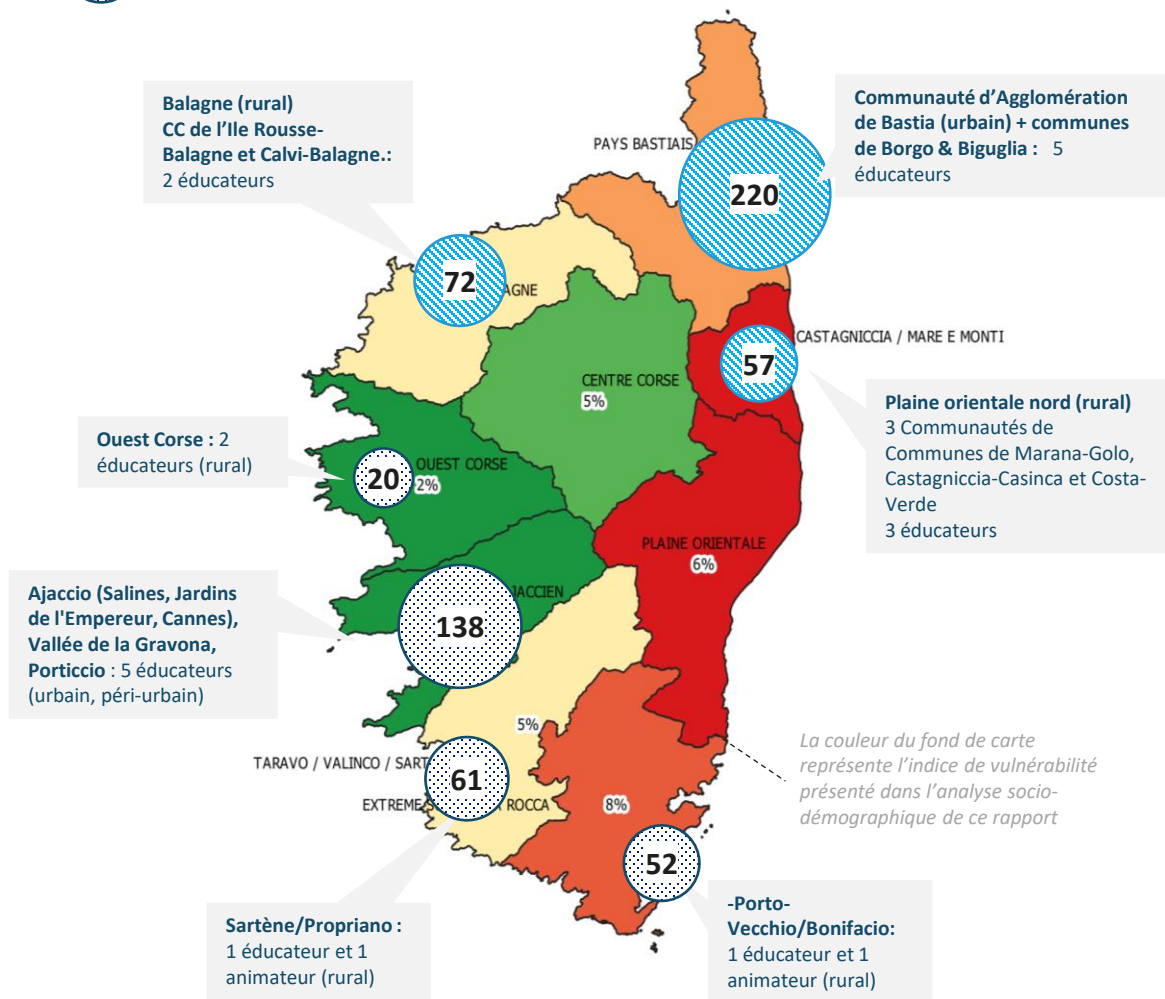 Balagne (rural)
CC de l'Ile Rousse-
Balagne et Calvi-Balagne.:
2 éducateurs
Communauté d'Agglomération
de Bastia (urbain) + communes
de Borgo & Biguglia : 5
éducateurs
PAYS BASTIAIS
220
72
AGNE
CASTAGNICCIA / MARE E MONTI
57
CENTRE CORSE
5%
Plaine orientale nord (rural)
3 Communautés de
Communes de Marana-Golo,
Castagniccia-Casinca et Costa-
Verde
3 éducateurs
Ouest Corse : 2
éducateurs (rural)
20
OUEST CORSE
2%
PLAINE ORIENTALE
6%
Ajaccio (Salines, Jardins
de l'Empereur, Cannes),
Vallée de la Gravona,
Porticcio : 5 éducateurs
(urbain, péri-urbain)
JACCIEN
138
5%
TARAVO / VALINCO / SART
61
EXTREME S
ROCCA
8%
La couleur du fond de carte
représente l'indice de vulnérabilité
présenté dans l'analyse socio-
démographique de ce rapport
52
Sartène/Propriano :
1 éducateur et 1
animateur (rural)
-Porto-
Vecchio/Bonifacio:
1 éducateur et 1
animateur (rural)